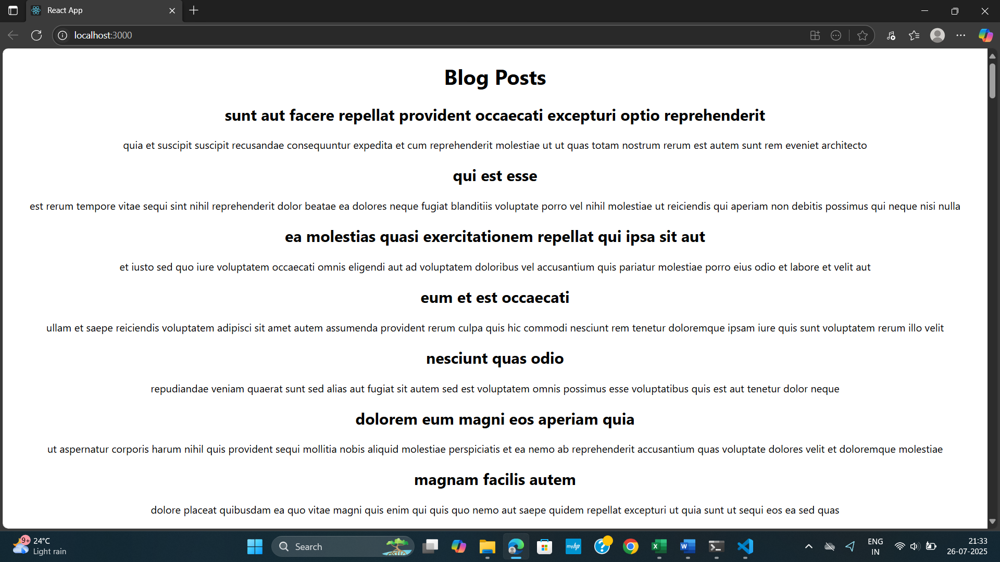 React App
localhost:3000
Blog Posts
sunt aut facere repellat provident occaecati excepturi optio reprehenderit
quia et suscipit suscipit recusandae consequuntur expedita et cum reprehenderit molestiae ut ut quas totam nostrum rerum est autem sunt rem eveniet architecto
qui est esse
est rerum tempore vitae sequi sint nihil reprehenderit dolor beatae ea dolores neque fugiat blanditiis voluptate porro vel nihil molestiae ut reiciendis qui aperiam non debitis possimus qui neque nisi nulla
ea molestias quasi exercitationem repellat qui ipsa sit aut
et iusto sed quo iure voluptatem occaecati omnis eligendi aut ad voluptatem doloribus vel accusantium quis pariatur molestiae porro eius odio et labore et velit aut
eum et est occaecati
ullam et saepe reiciendis voluptatem adipisci sit amet autem assumenda provident rerum culpa quis hic commodi nesciunt rem tenetur doloremque ipsam iure quis sunt voluptatem rerum illo velit
nesciunt quas odio
repudiandae veniam quaerat sunt sed alias aut fugiat sit autem sed est voluptatem omnis possimus esse voluptatibus quis est aut tenetur dolor neque
dolorem eum magni eos aperiam quia
ut aspernatur corporis harum nihil quis provident sequi mollitia nobis aliquid molestiae perspiciatis et ea nemo ab reprehenderit accusantium quas voluptate dolores velit et doloremque molestiae
magnam facilis autem
dolore placeat quibusdam ea quo vitae magni quis enim qui quis quo nemo aut saepe quidem repellat excepturi ut quia sunt ut sequi eos ea sed quas
9+
24°C
Light rain
Search
myhp
ENG
IN
21:33
26-07-2025